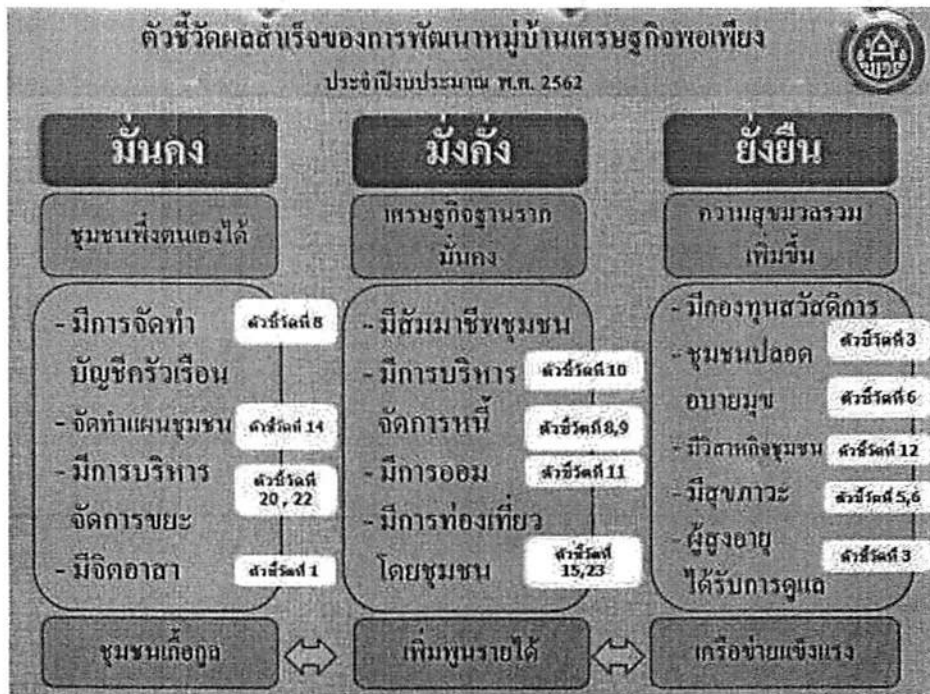 ตัวชี้วัดผลสำเร็จของการพัฒนาหมู่บ้านเศรษฐกิจพอเพียง
ประจำปีงบประมาณ พ.ศ. 2562
มั่นคง
ชุมชนพึ่งตนเองได้
- มีการจัดทำ
ตัวชี้วัดที่ 8
บัญชีครัวเรือน
- จัดทำแผนชุมชน
ตัวชี้วัดที่ 14
- มีการบริหาร
ตัวชี้วัดที่
20 , 22
จัดการขยะ
- มีจิตอาสา
ตัวชี้วัดที่ 1
ชุมชนเกื้อกูล
มั่งคั่ง
เศรษฐกิจฐานราก
มั่นคง
- มีสัมมาชีพชุมชน
- มีการบริหาร
ตัวชี้วัดที่ 10
จัดการหนี้
ตัวชี้วัดที่ 8,9
- มีการออม
ตัวชี้วัดที่ 11
- มีการท่องเที่ยว
โดยชุมชน
ตัวชี้วัดที่
15,23
เพิ่มพูนรายได้
ยั่งยืน
ความสุขมวลรวม
เพิ่มขึ้น
- มีกองทุนสวัสดิการ
ตัวชี้วัดที่ 3
- ชุมชนปลอด
อบายมุข
ตัวชี้วัดที่ 6
- มีวิสาหกิจชุมชน
ตัวชี้วัดที่ 12
- มีสุขภาวะ
ตัวชี้วัดที่ 5,6
- ผู้สูงอายุ
ตัวชี้วัดที่ 3
ได้รับการดูแล
เครือข่ายแข็งแรง